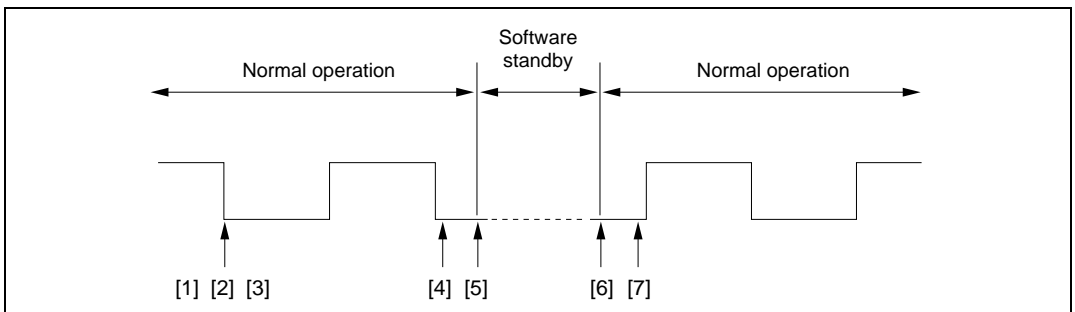 Software
standby
Normal operation
Normal operation
[1] [2] [3] [4] [5] [6] [7]